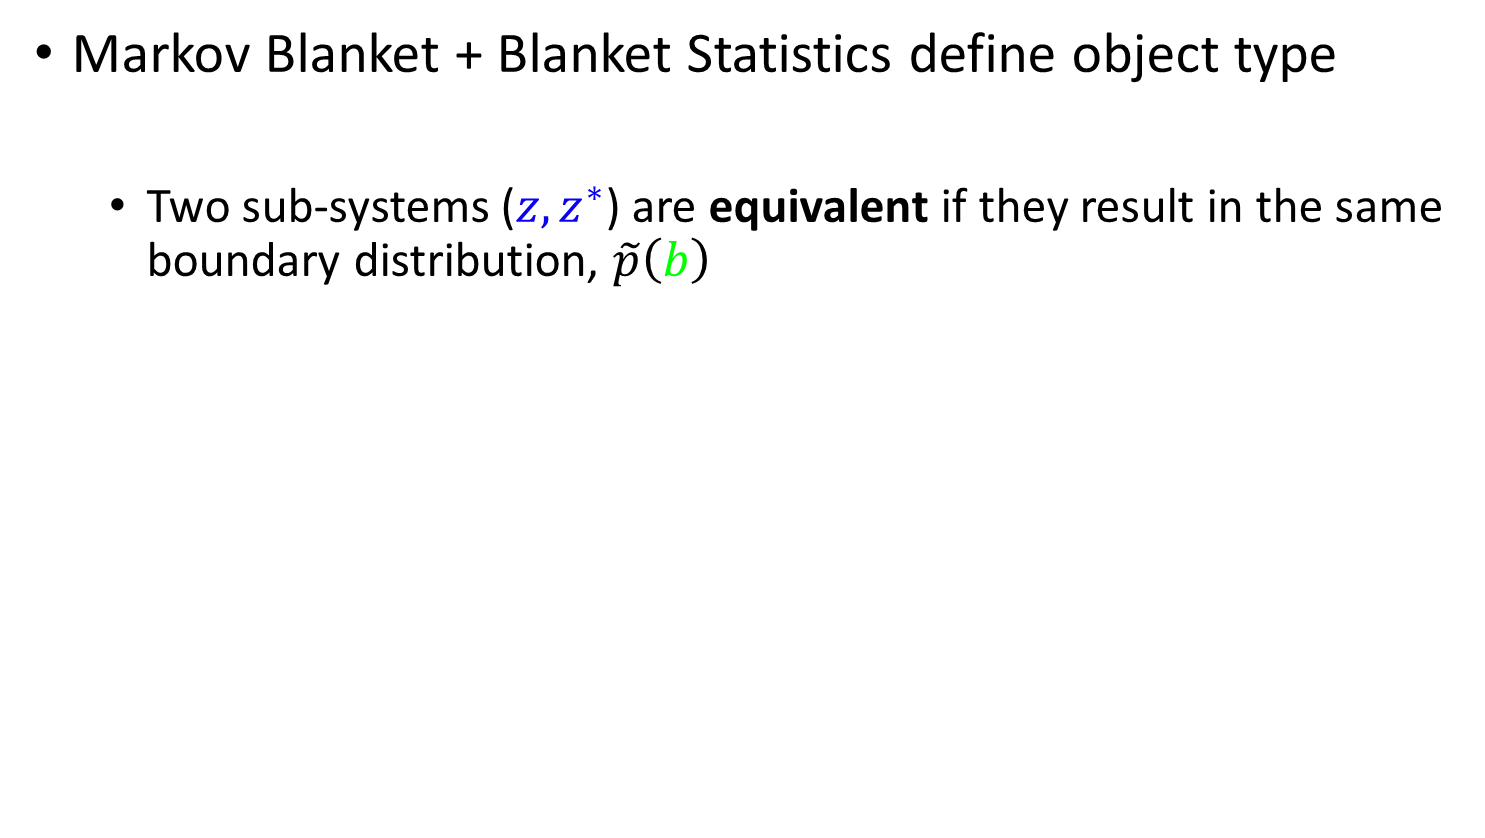 • Markov Blanket + Blanket Statistics define object type
• Two sub-systems (z, z*) are equivalent if they result in the same
boundary distribution, p̃(b)